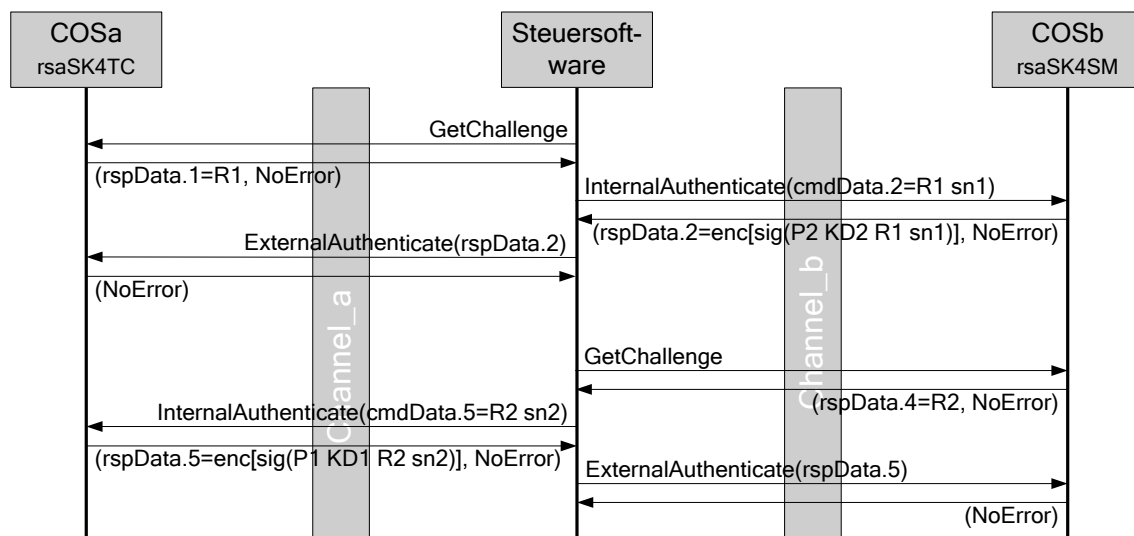 COSa
rsaSK4TC
Steuersoft-
ware
COSb
rsaSK4SM
GetChallenge
(rspData.1=R1, NoError)
InternalAuthenticate(cmdData.2=R1 sn1)
(rspData.2=enc[sig(P2 KD2 R1 sn1)], NoError)
ExternalAuthenticate(rspData.2)
(NoError)
Channel_a
Channel_b
GetChallenge
(rspData.4=R2, NoError)
InternalAuthenticate(cmdData.5=R2 sn2)
(rspData.5=enc[sig(P1 KD1 R2 sn2)], NoError)
ExternalAuthenticate(rspData.5)
(NoError)